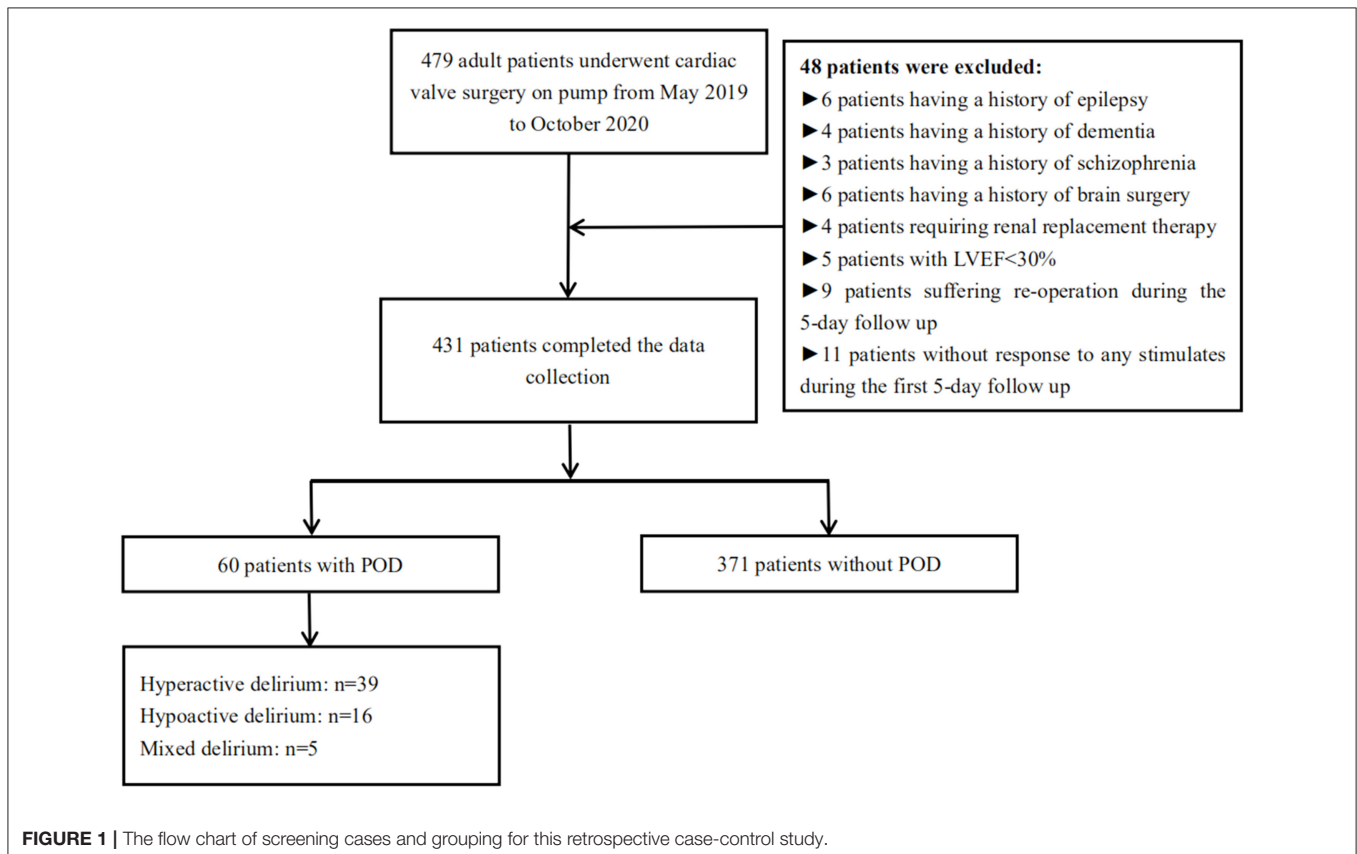 479 adult patients underwent cardiac
valve surgery on pump from May 2019
to October 2020
48 patients were excluded:
►6 patients having a history of epilepsy
►4 patients having a history of dementia
►3 patients having a history of schizophrenia
►6 patients having a history of brain surgery
►4 patients requiring renal replacement therapy
►5 patients with LVEF<30%
►9 patients suffering re-operation during the
5-day follow up
►11 patients without response to any stimulates
during the first 5-day follow up
431 patients completed the data
collection
60 patients with POD
371 patients without POD
Hyperactive delirium: n=39
Hypoactive delirium: n=16
Mixed delirium: n=5
FIGURE 1 | The flow chart of screening cases and grouping for this retrospective case-control study.